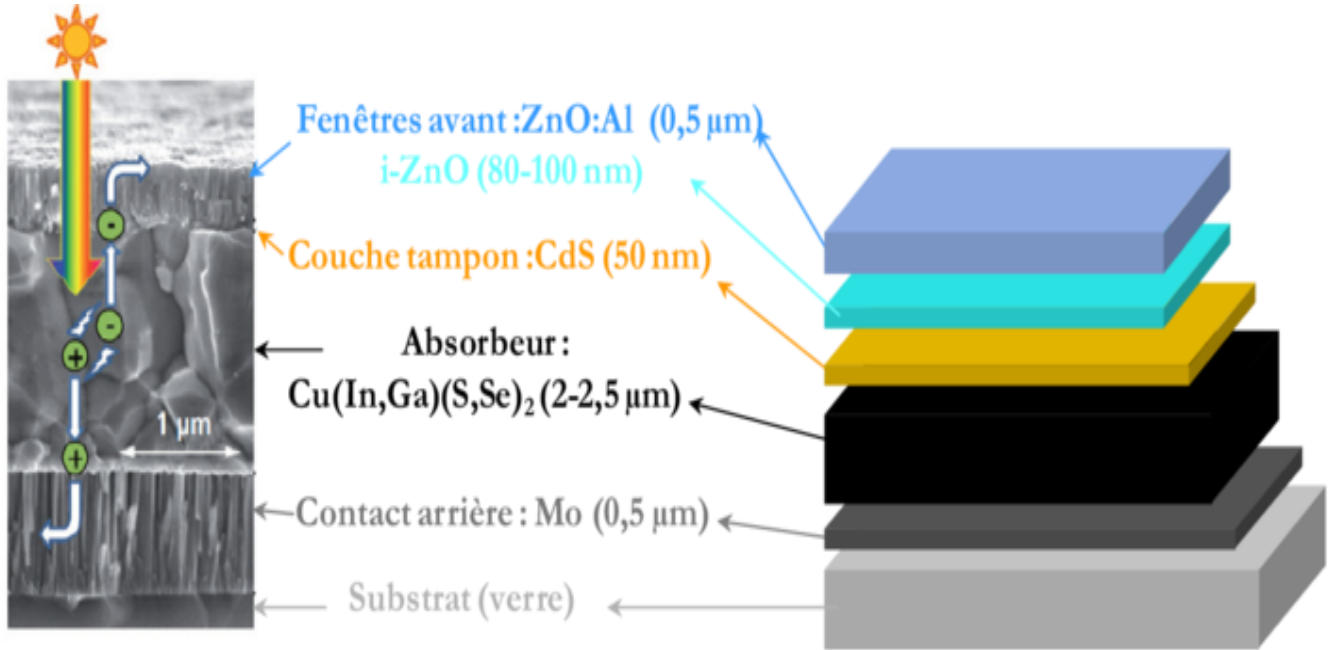 Fenêtres avant :ZnO:Al (0,5 µm)
i-ZnO (80-100 nm)
Couche tampon :CdS (50 nm)
-
-
+
Absorbeur :
Cu(In,Ga)(S,Se)₂ (2-2,5 µm)
1 µm
+
Contact arrière : Mo (0,5 µm)
Substrat (verre)